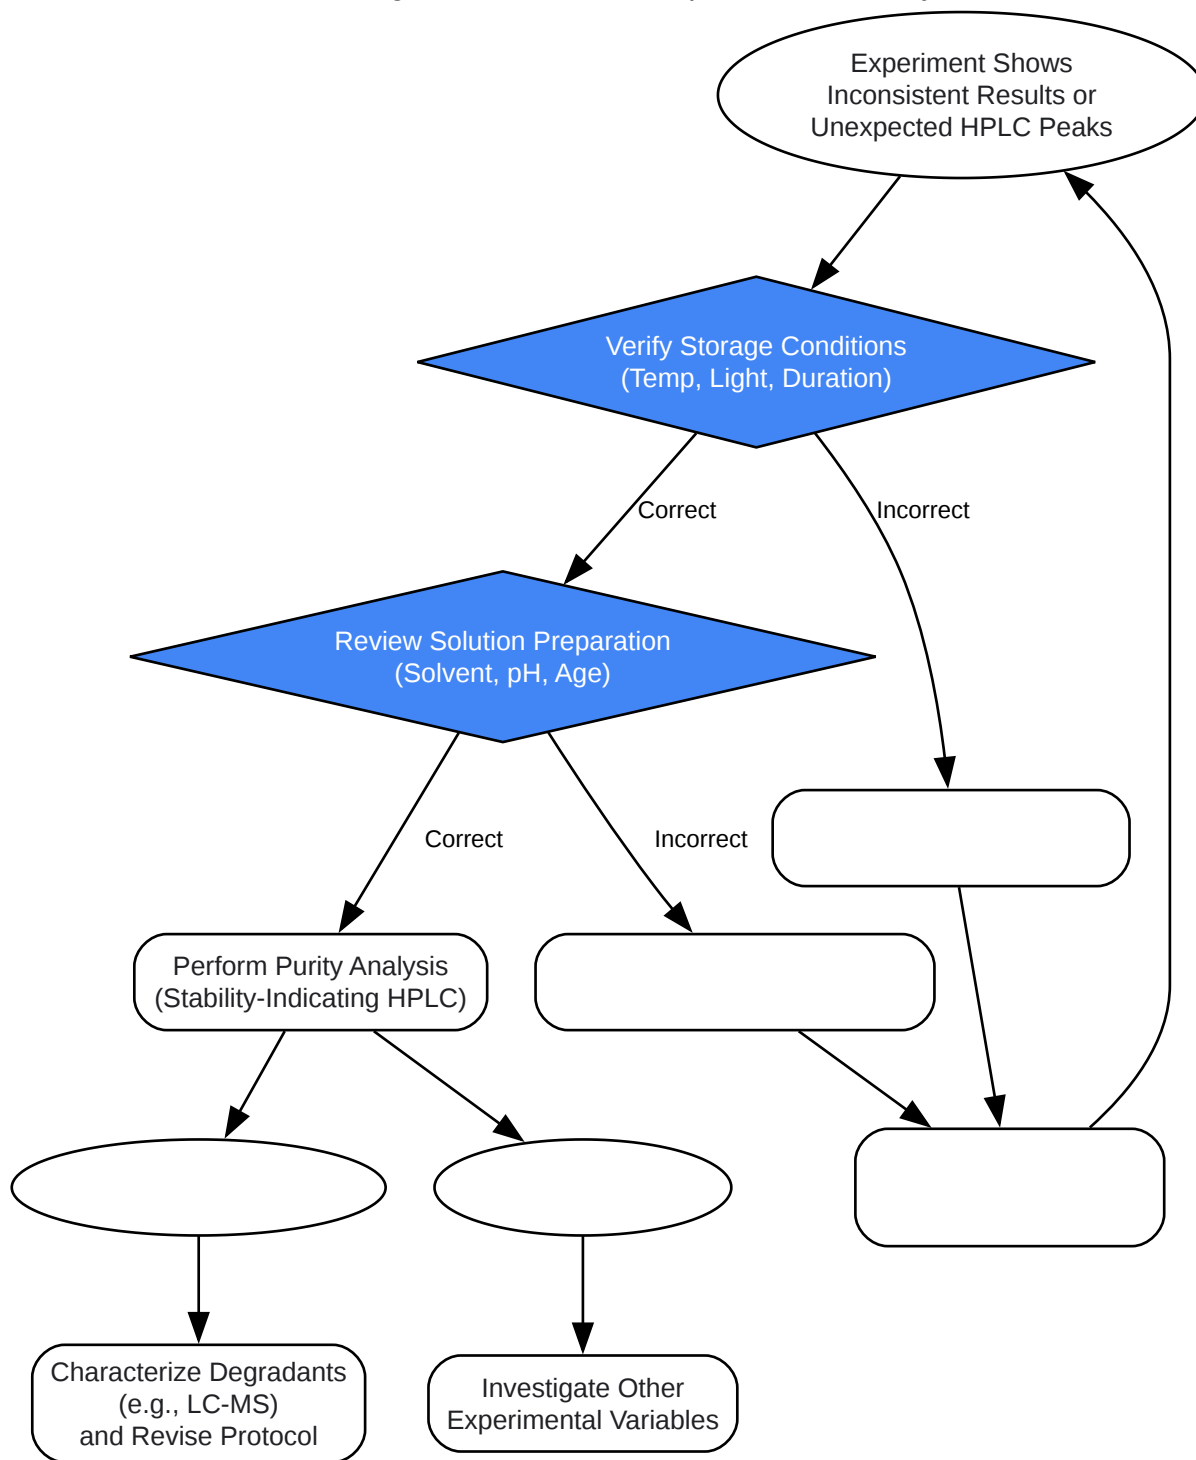 Experiment Shows
Inconsistent Results or
Unexpected HPLC Peaks
Verify Storage Conditions
(Temp, Light, Duration)
Correct
Incorrect
Review Solution Preparation
(Solvent, pH, Age)
Correct
Incorrect
Perform Purity Analysis
(Stability-Indicating HPLC)
Characterize Degradants
(e.g., LC-MS)
and Revise Protocol
Investigate Other
Experimental Variables